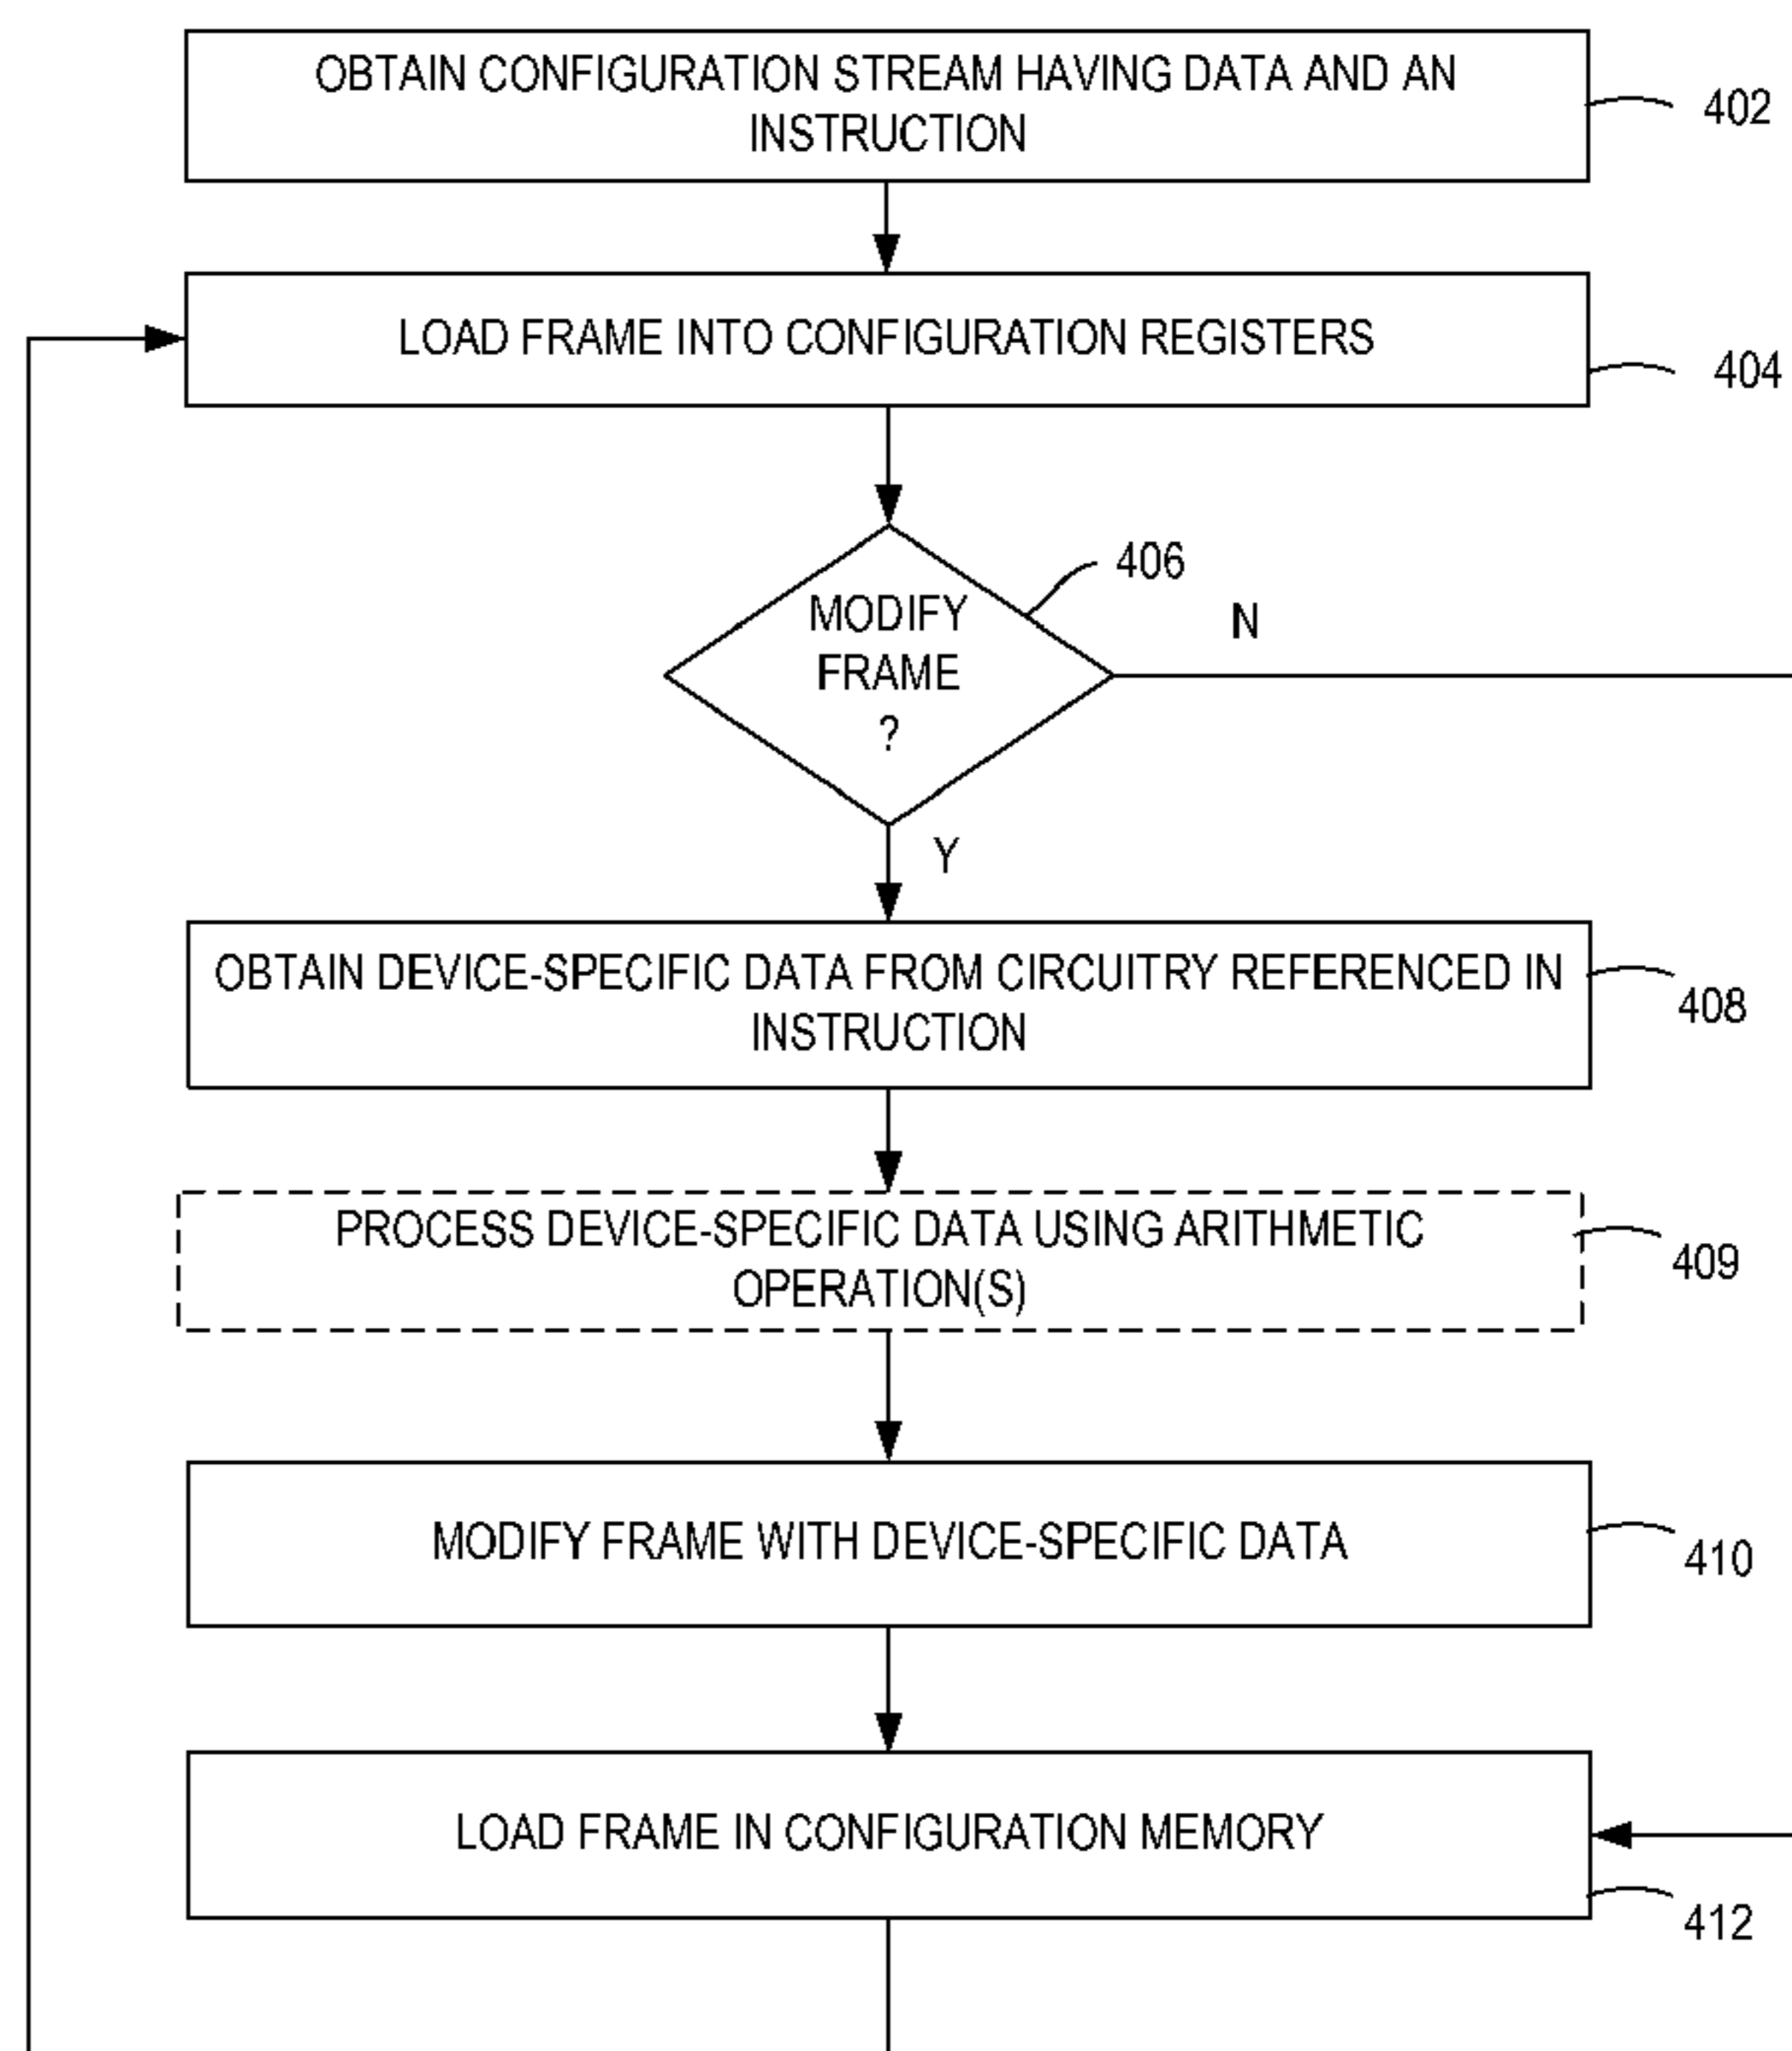 OBTAIN CONFIGURATION STREAM HAVING DATA AND AN
INSTRUCTION
402
LOAD FRAME INTO CONFIGURATION REGISTERS
404
406
MODIFY
FRAME
?
N
Y
OBTAIN DEVICE-SPECIFIC DATA FROM CIRCUITRY REFERENCED IN
INSTRUCTION
408
PROCESS DEVICE-SPECIFIC DATA USING ARITHMETIC
OPERATION(S)
409
MODIFY FRAME WITH DEVICE-SPECIFIC DATA
410
LOAD FRAME IN CONFIGURATION MEMORY
412